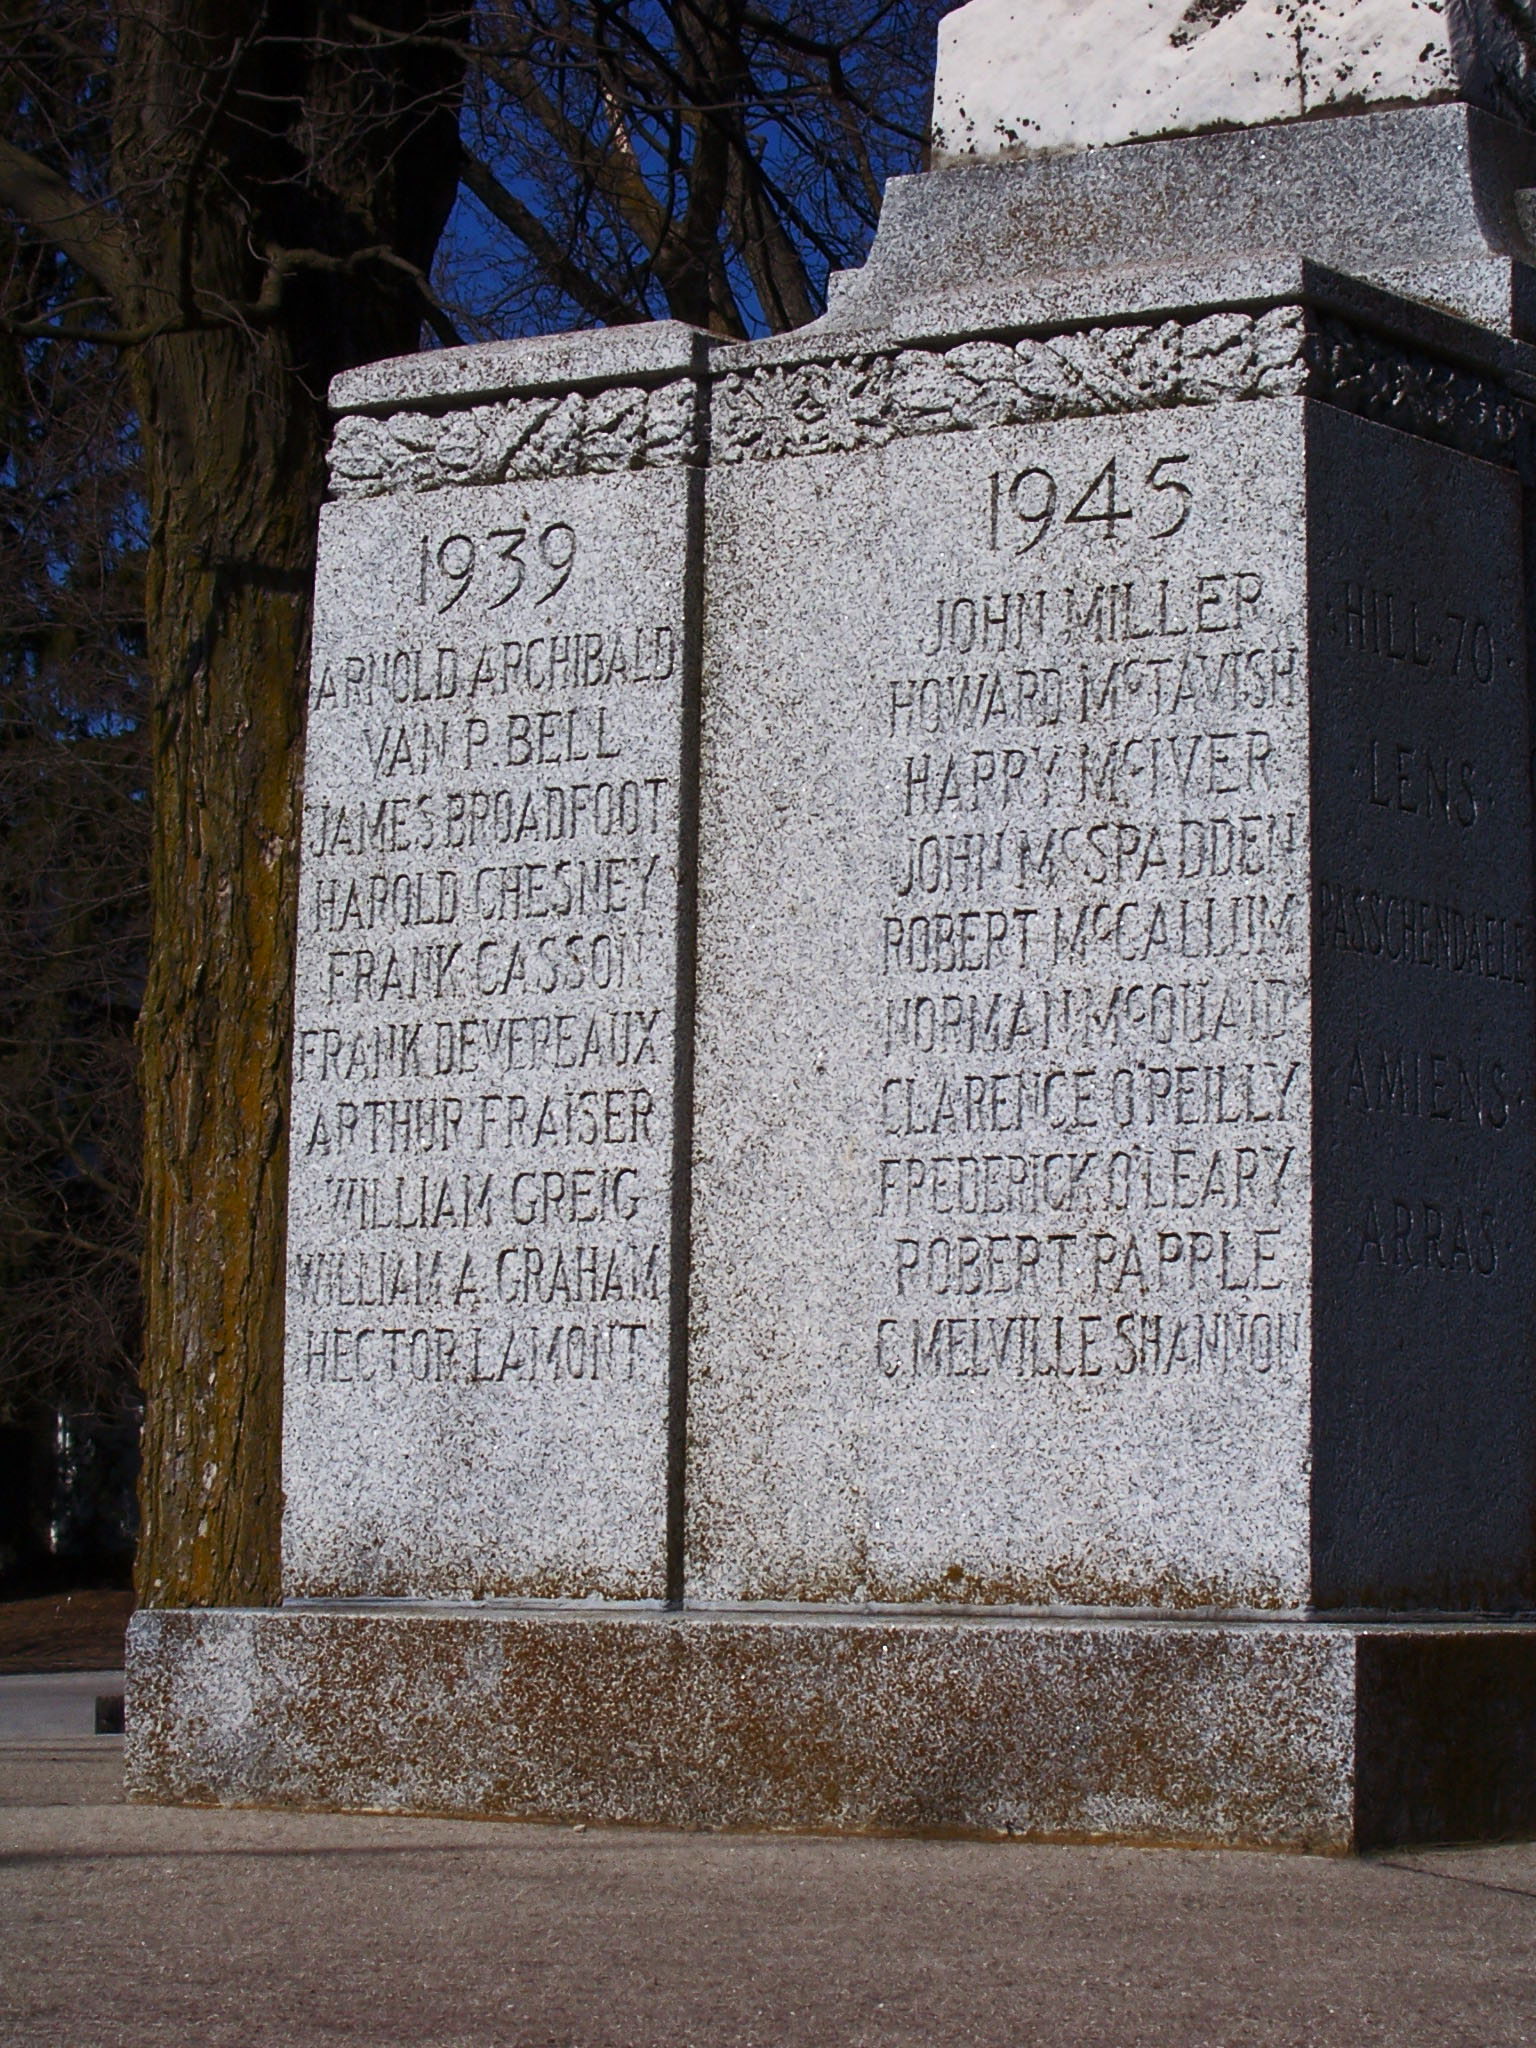 1939
ARNOLD ARCHIBALD
VAN P. BELL
JAMES BROADFOOT
HAROLD CHESNEY
FRANK CASSON
FRANK DEVEREAUX
ARTHUR FRAISER
WILLIAM GREIG
WILLIAM A. GRAHAM
HECTOR LAMONT
1945
JOHN MILLER
HOWARD McTAVISH
HARRY McIVER
JOHN McSPADDEN
ROBERT McCALLUM
NORMAN McQUAID
CLARENCE O'REILLY
FREDERICK O'LEARY
ROBERT PAPPLE
C. MELVILLE SHANNON
·HILL·70·
·LENS·
PASSCHENDAELE
·AMIENS·
·ARRAS·